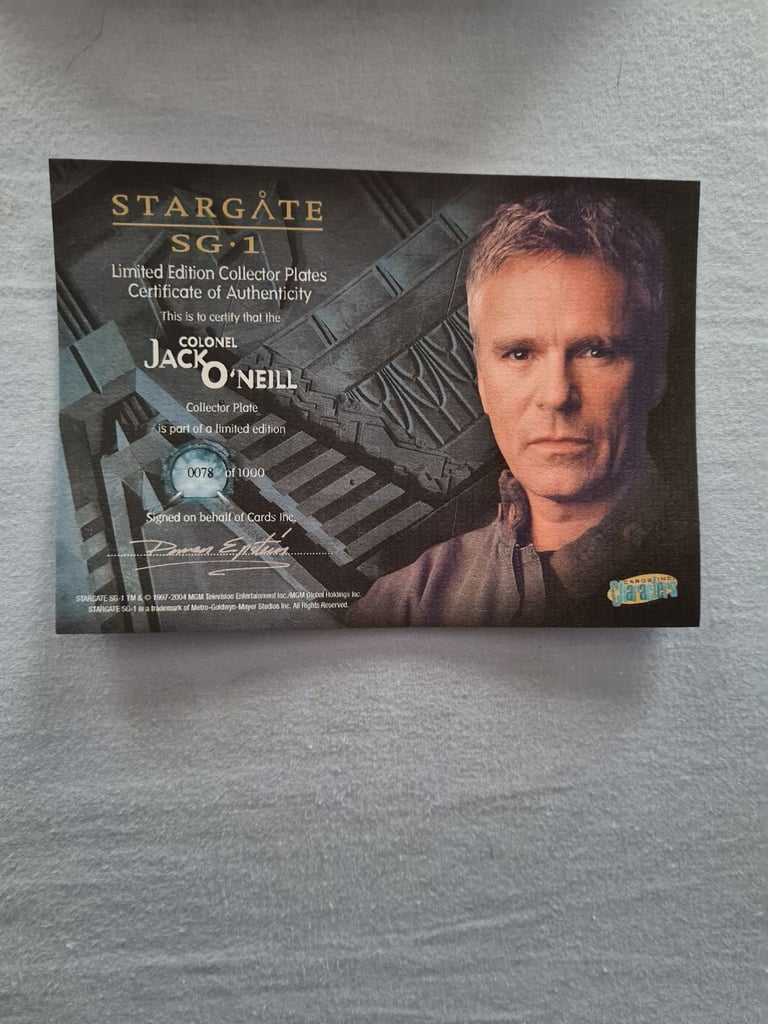 STARGATE
SG·1
Limited Edition Collector Plates
Certificate of Authenticity
This is to certify that the
COLONEL
JACK
O'NEILL
Collector Plate
is part of a limited edition
0078 of 1000
Signed on behalf of Cards Inc.
STARGATE SG-1 TM & © 1997-2004 MGM Television Entertainment Inc./MGM Global Holdings Inc.
STARGATE SG-1 is a trademark of Metro-Goldwyn-Mayer Studios Inc. All Rights Reserved.
CARDS INC
Characters